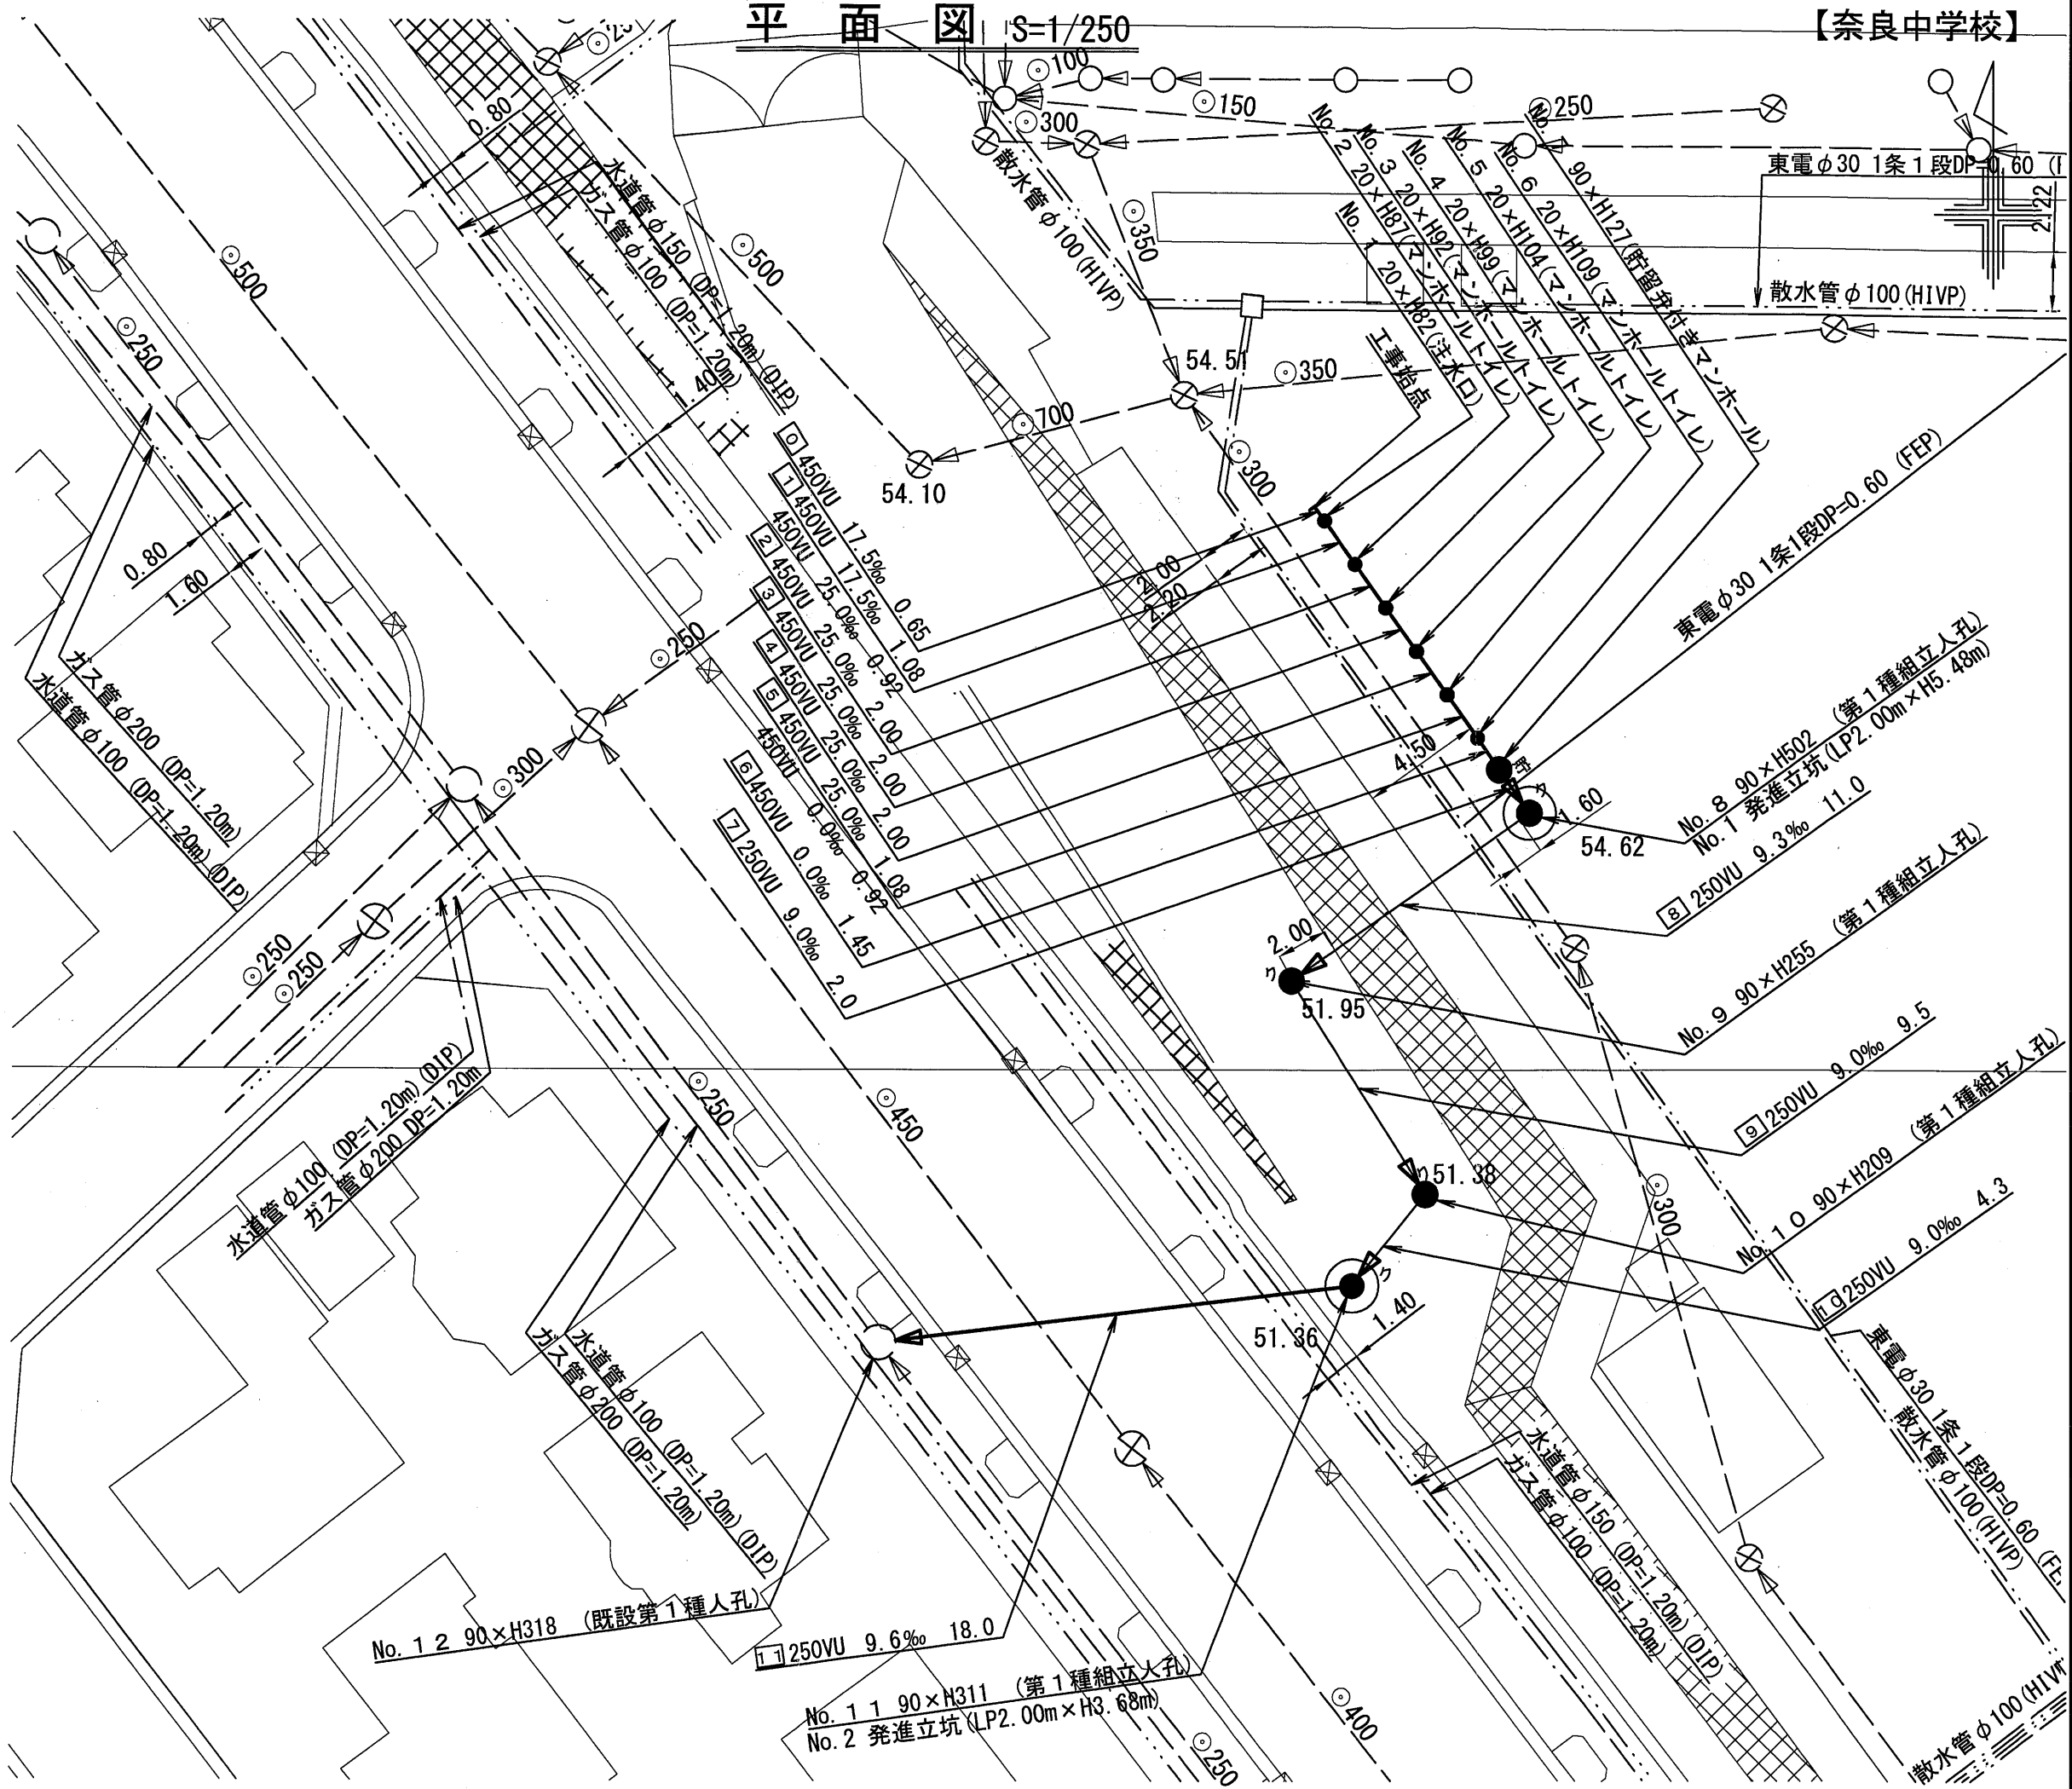 平面図 S=1/250
【奈良中学校】
100
150
300
250
350
500
500
250
0.80
水道管φ150 (DP=1.20m)(DIP)
ガス管φ100 (DP=1.20m)
散水管φ100(HIVP)
東電φ30 1条1段DP=0.60
2.22
散水管φ100(HIVP)
No. 7 90×H127(貯留弁付きマンホール)
No. 6 20×H109(マンホールトイレ)
No. 5 20×H104(マンホールトイレ)
No. 4 20×H99(マンホールトイレ)
No. 3 20×H92(マンホールトイレ)
No. 2 20×H87(マンホールトイレ)
No. 1 20×H82(注水口)
工事始点
54.51
350
700
54.10
300
0 450VU 17.5‰ 0.65
1 450VU 17.5‰ 1.08
450VU 25.0‰ 0.92
2 450VU 25.0‰ 2.00
3 450VU 25.0‰ 2.00
4 450VU 25.0‰ 2.00
5 450VU 25.0‰ 1.08
450VU 0.0‰ 0.92
6 450VU 0.0‰ 1.45
7 250VU 9.0‰ 2.0
2.00
2.20
4.50
1.60
54.62
東電φ30 1条1段DP=0.60 (FEP)
No. 8 90×H502 (第1種組立人孔)
No. 1 発進立坑(LP2.00m×H5.48m)
8 250VU 9.3‰ 11.0
2.00
ク
51.95
No. 9 90×H255 (第1種組立人孔)
9 250VU 9.0‰ 9.5
51.38
No. 10 90×H209 (第1種組立人孔)
10 250VU 9.0‰ 4.3
51.36
1.40
0.80
1.60
ガス管φ200 (DP=1.20m)
水道管φ100 (DP=1.20m)(DIP)
250
300
250
250
水道管φ100 (DP=1.20m)(DIP)
ガス管φ200 DP=1.20m
250
450
300
水道管φ100 (DP=1.20m)(DIP)
ガス管φ200 (DP=1.20m)
No. 12 90×H318 (既設第1種人孔)
11 250VU 9.6‰ 18.0
No. 11 90×H311 (第1種組立人孔)
No. 2 発進立坑(LP2.00m×H3.68m)
400
250
水道管φ150 (DP=1.20m)(DIP)
ガス管φ100 (DP=1.20m)
東電φ30 1条1段DP=0.60
散水管φ100(HIVP)
散水管φ100(HIVP